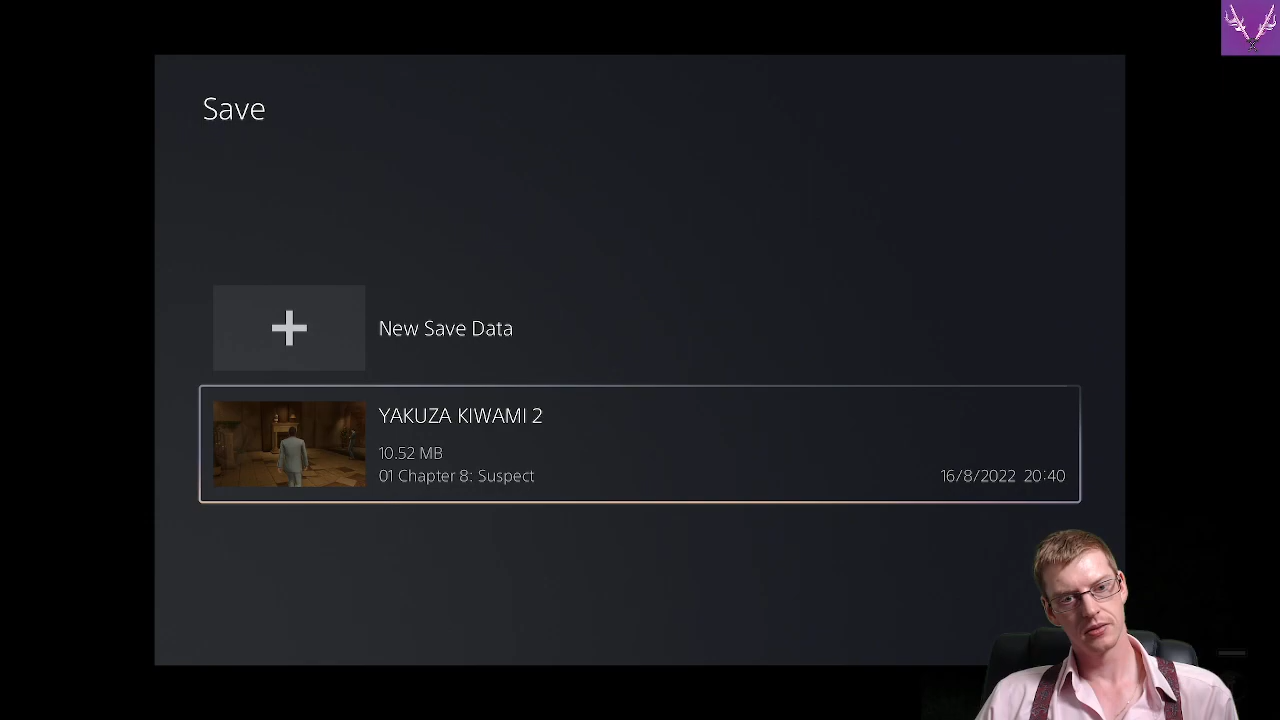 Save
New Save Data
YAKUZA KIWAMI 2
10.52 MB
01 Chapter 8: Suspect
16/8/2022 20:40